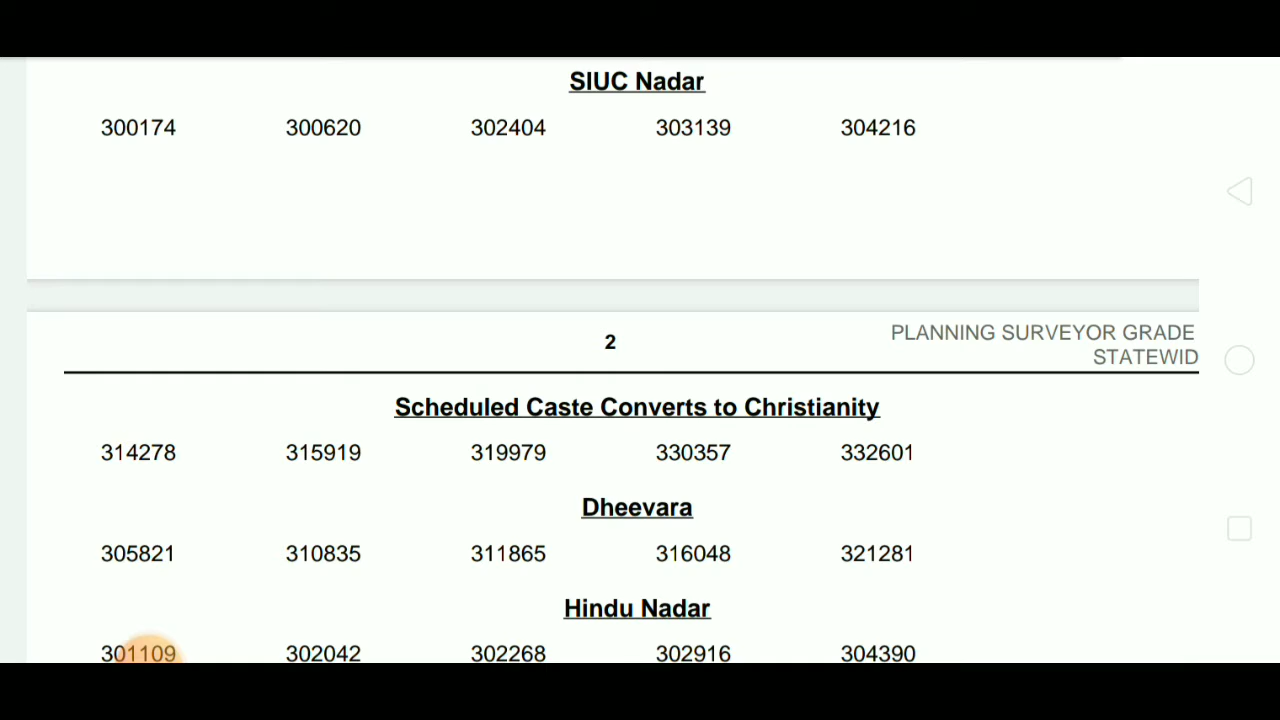 SIUC Nadar
300174 300620 302404 303139 304216
2
PLANNING SURVEYOR GRADE
STATEWID
Scheduled Caste Converts to Christianity
314278 315919 319979 330357 332601
Dheevara
305821 310835 311865 316048 321281
Hindu Nadar
301109 302042 302268 302916 304390